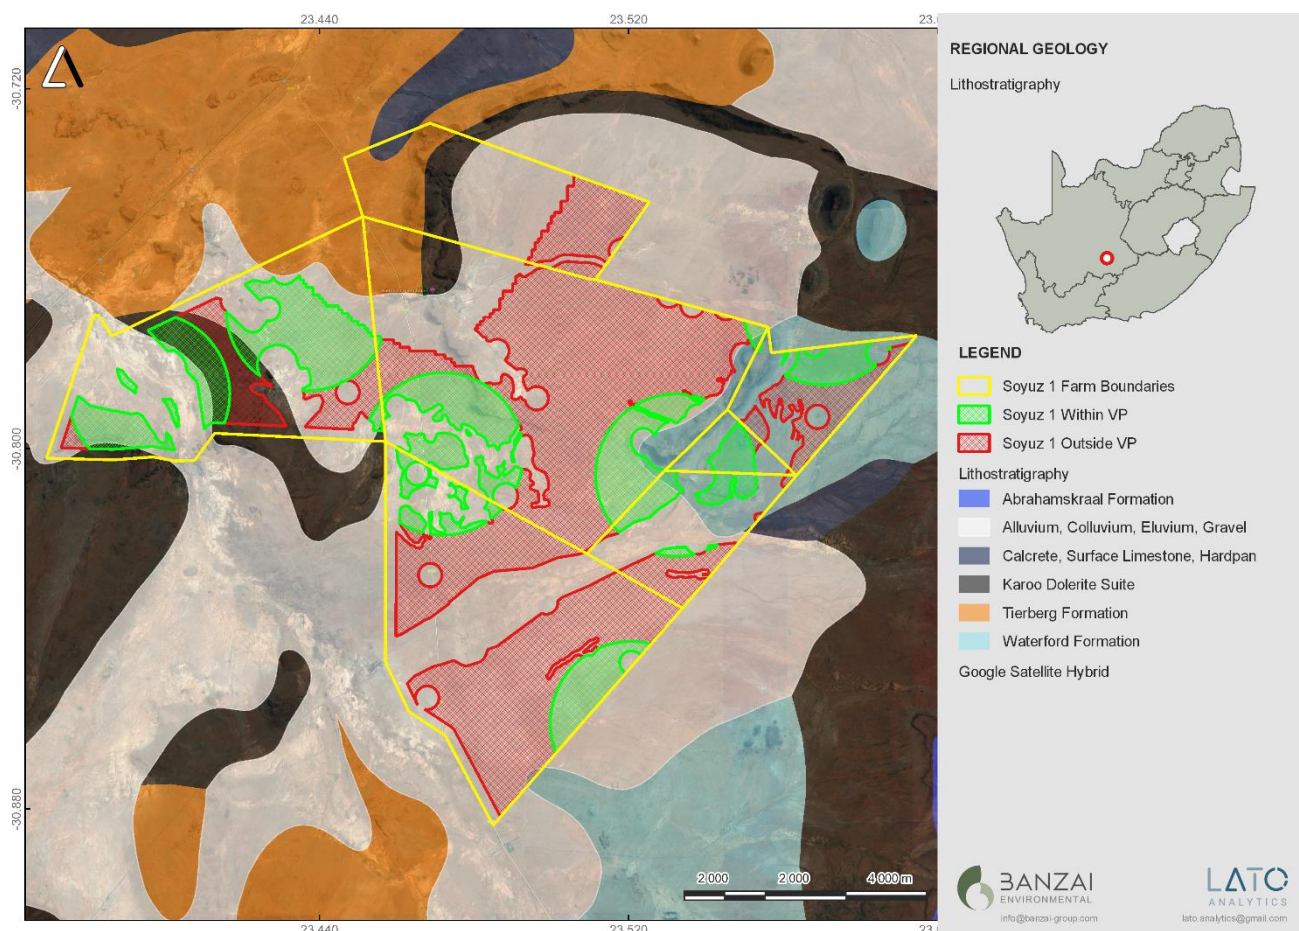 23.440
23.520
23.6
-30.720
-30.800
-30.880
2 000
2 000
4 000 m
23.440
23.520
REGIONAL GEOLOGY
Lithostratigraphy
LEGEND
Soyuz 1 Farm Boundaries
Soyuz 1 Within VP
Soyuz 1 Outside VP
Lithostratigraphy
Abrahamskraal Formation
Alluvium, Colluvium, Eluvium, Gravel
Calcrete, Surface Limestone, Hardpan
Karoo Dolerite Suite
Tierberg Formation
Waterford Formation
Google Satellite Hybrid
BANZAI
ENVIRONMENTAL
info@banzai-group.com
LATO
ANALYTICS
lato.analytics@gmail.com